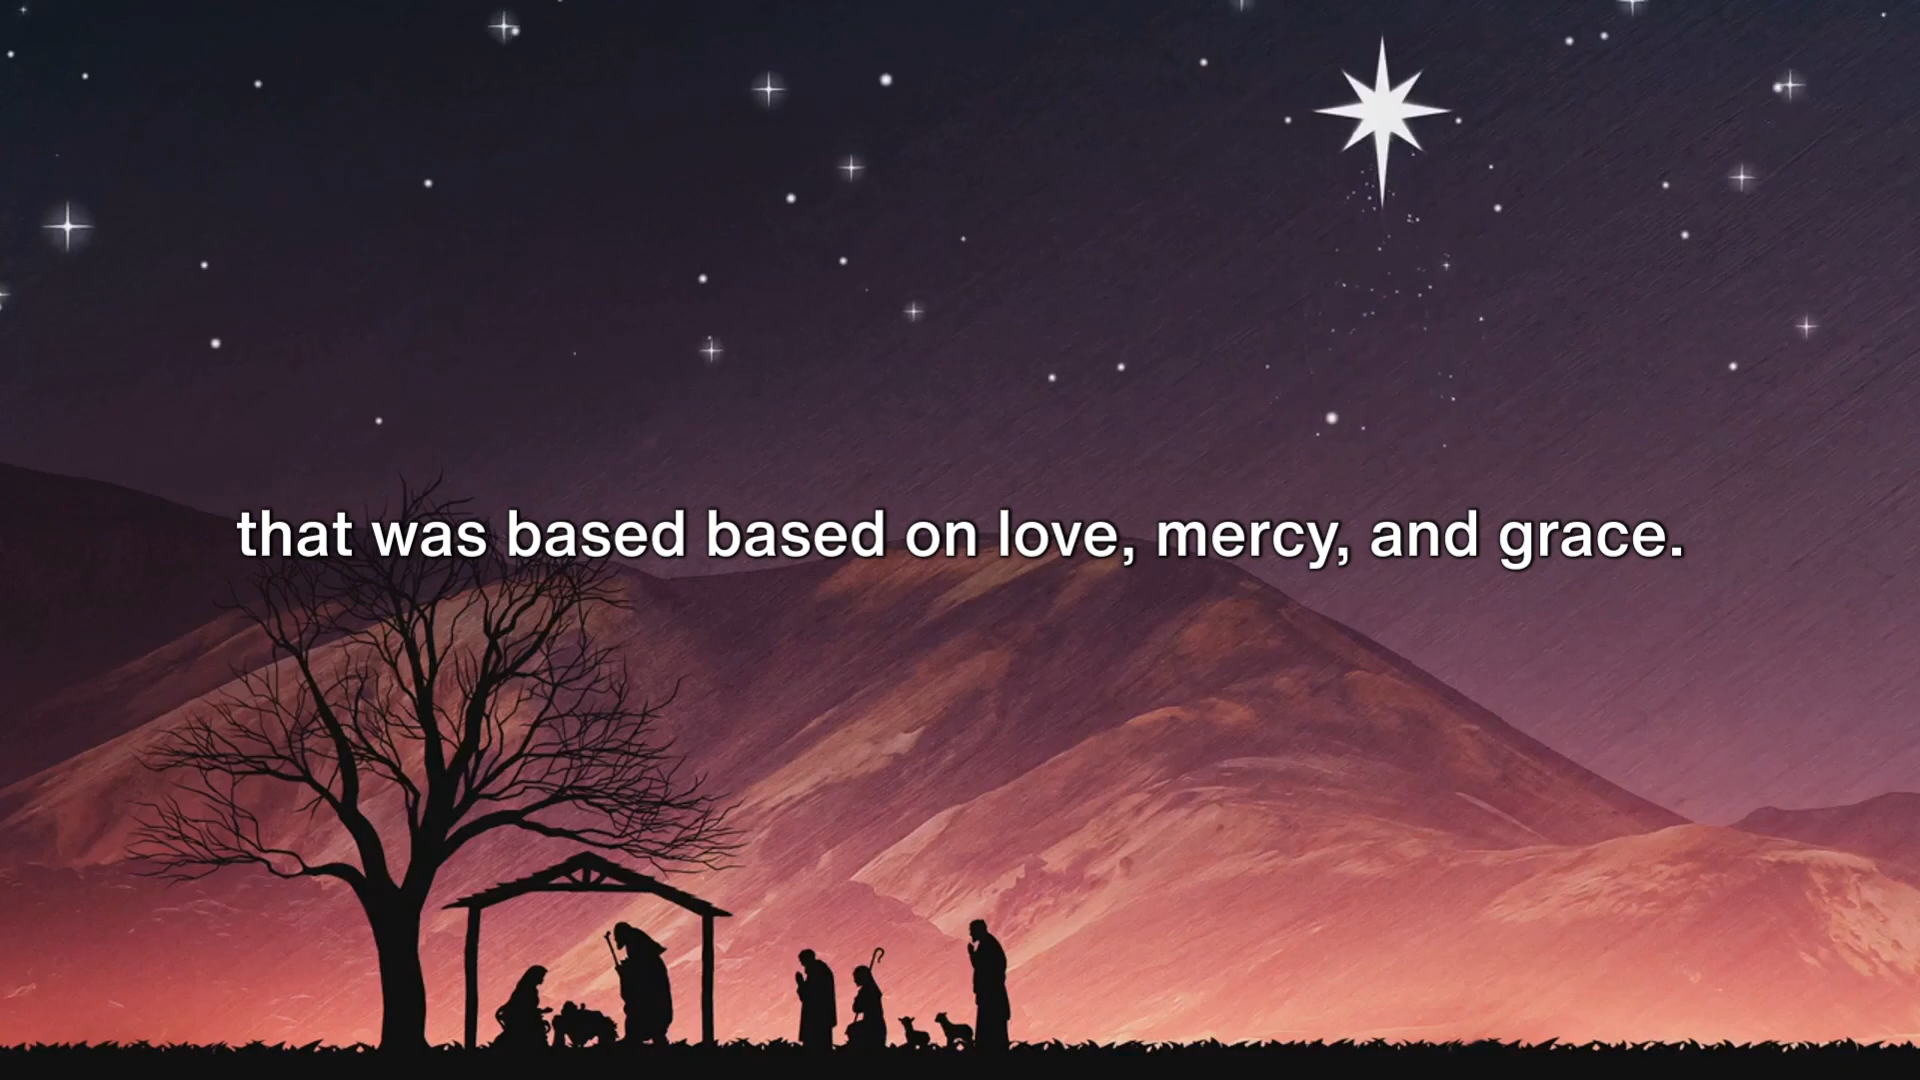 that was based based on love, mercy, and grace.